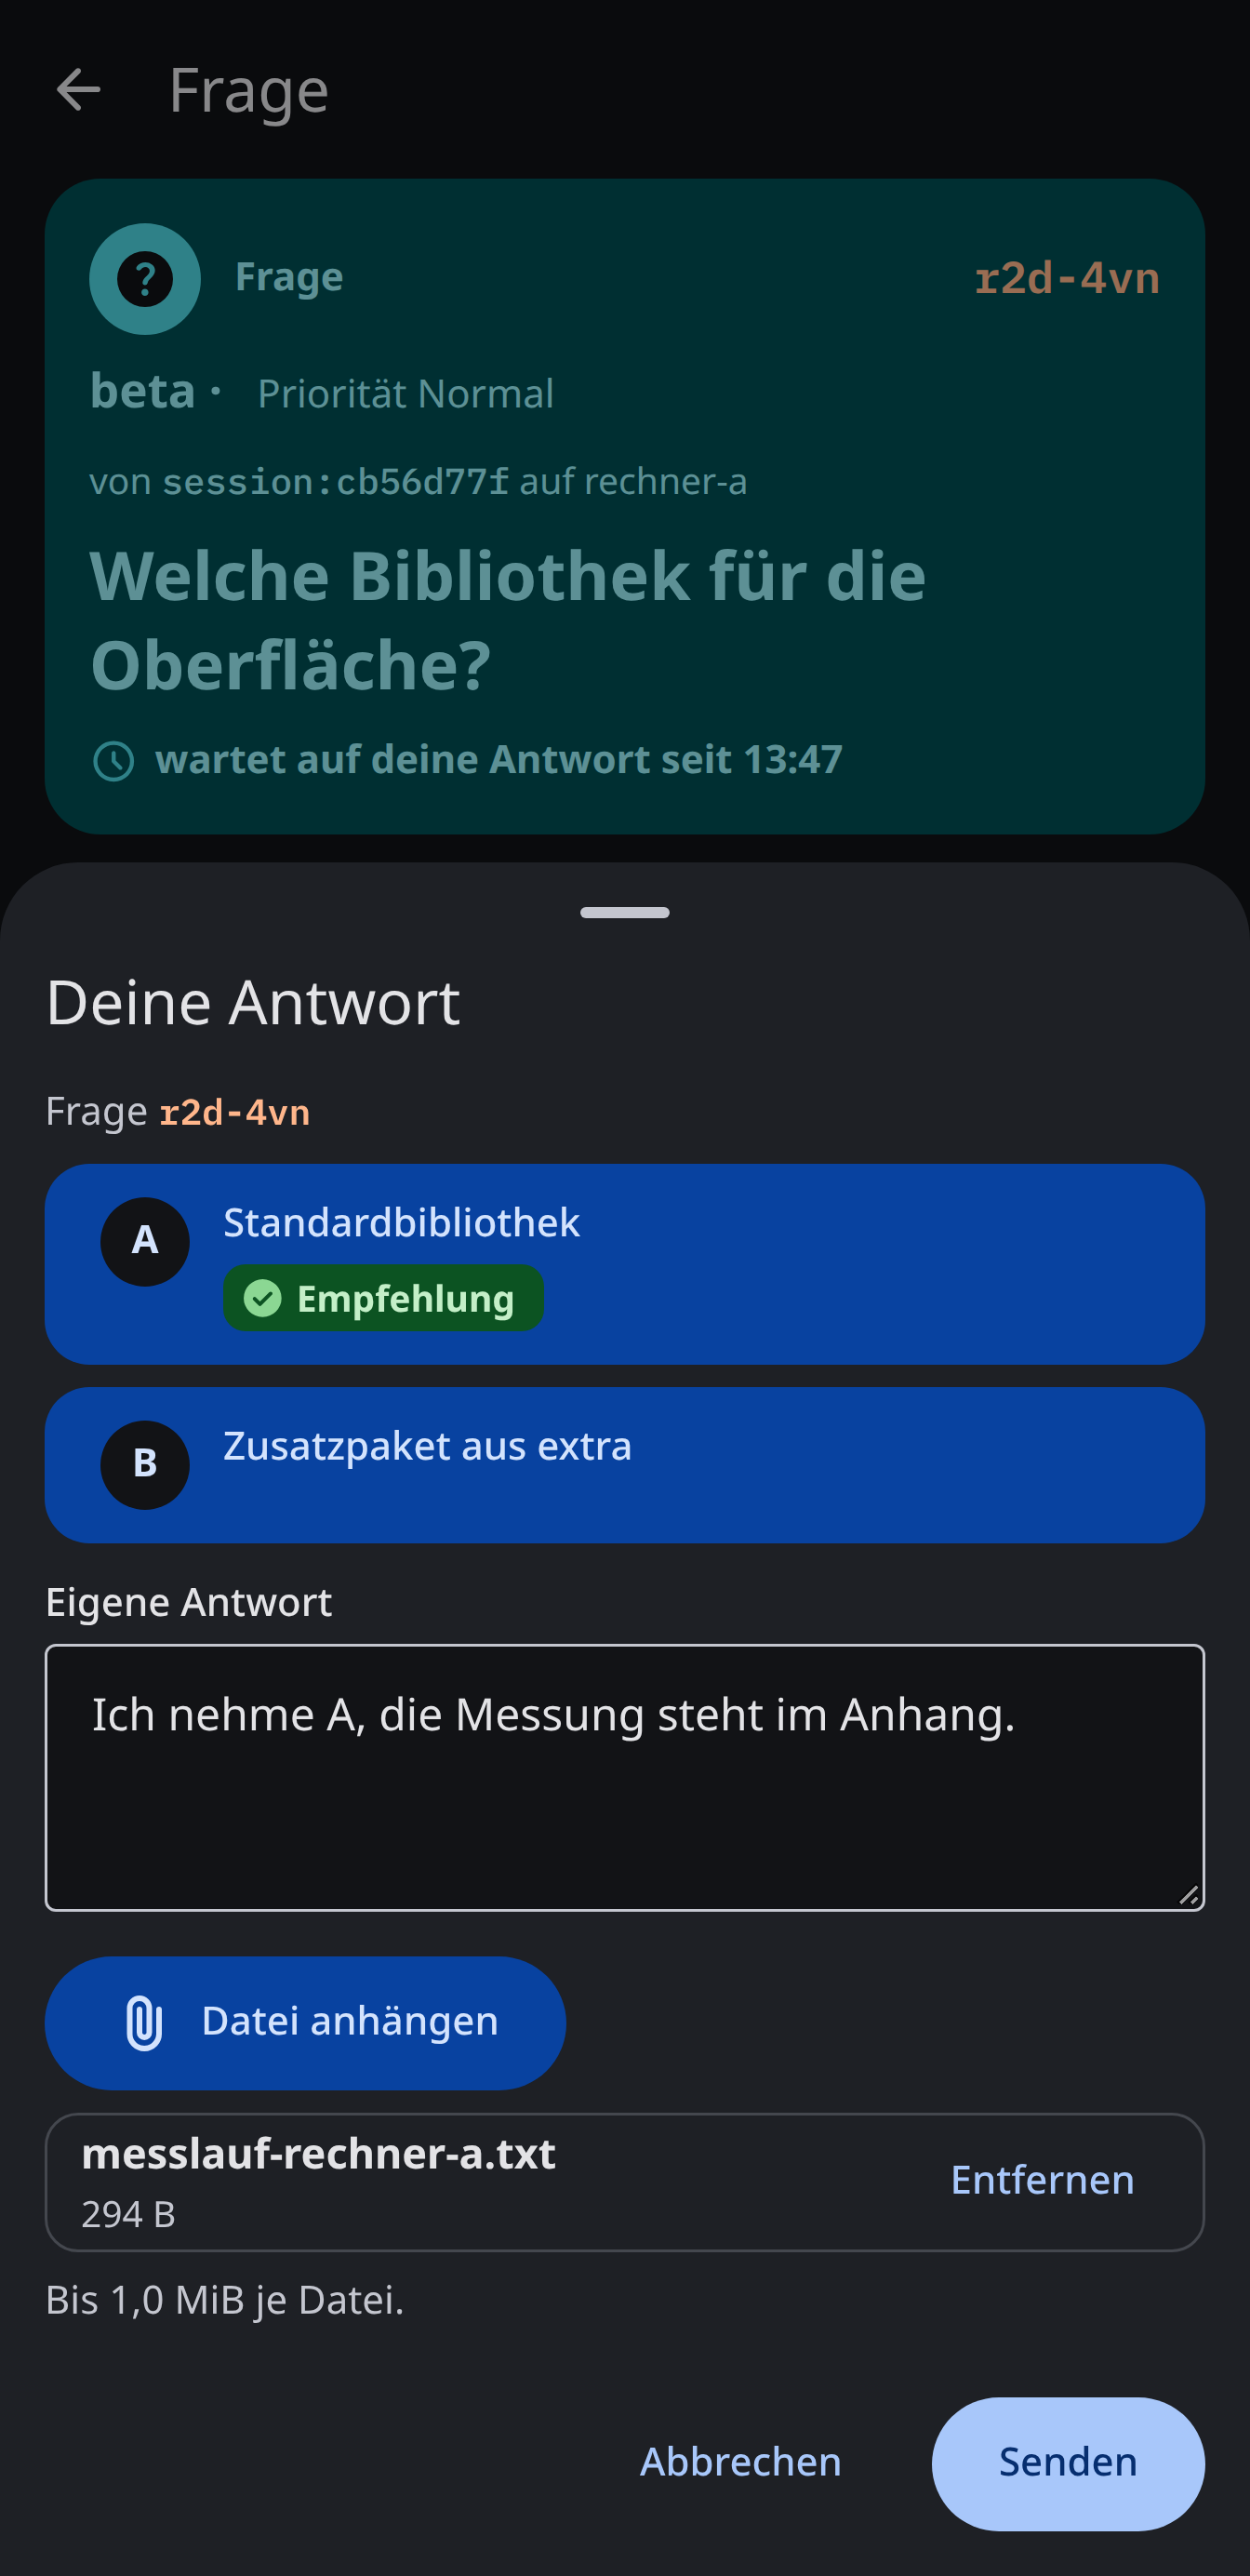 Frage
Frage
r2d-4vn
beta · Priorität Normal
von session:cb56d77f auf rechner-a
Welche Bibliothek für die
Oberfläche?
wartet auf deine Antwort seit 13:47
Deine Antwort
Frage r2d-4vn
A
Standardbibliothek
Empfehlung
B
Zusatzpaket aus extra
Eigene Antwort
Ich nehme A, die Messung steht im Anhang.
Datei anhängen
messlauf-rechner-a.txt
294 B
Entfernen
Bis 1,0 MiB je Datei.
Abbrechen
Senden